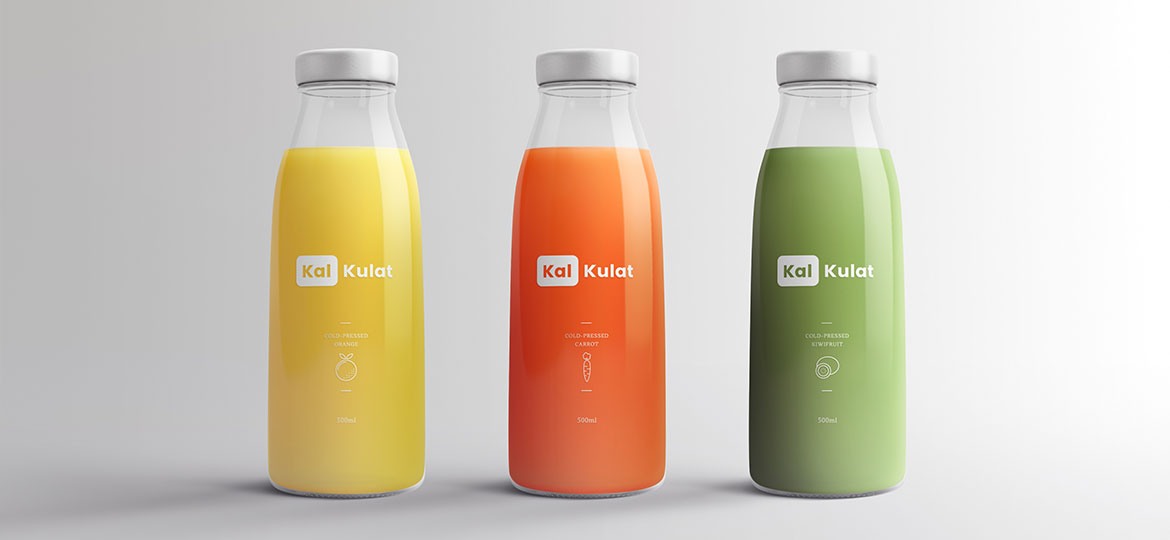 Kal Kulat
COLD-PRESSED
ORANGE
500ml
Kal Kulat
COLD-PRESSED
CARROT
500ml
Kal Kulat
COLD-PRESSED
KIWIFRUIT
500ml